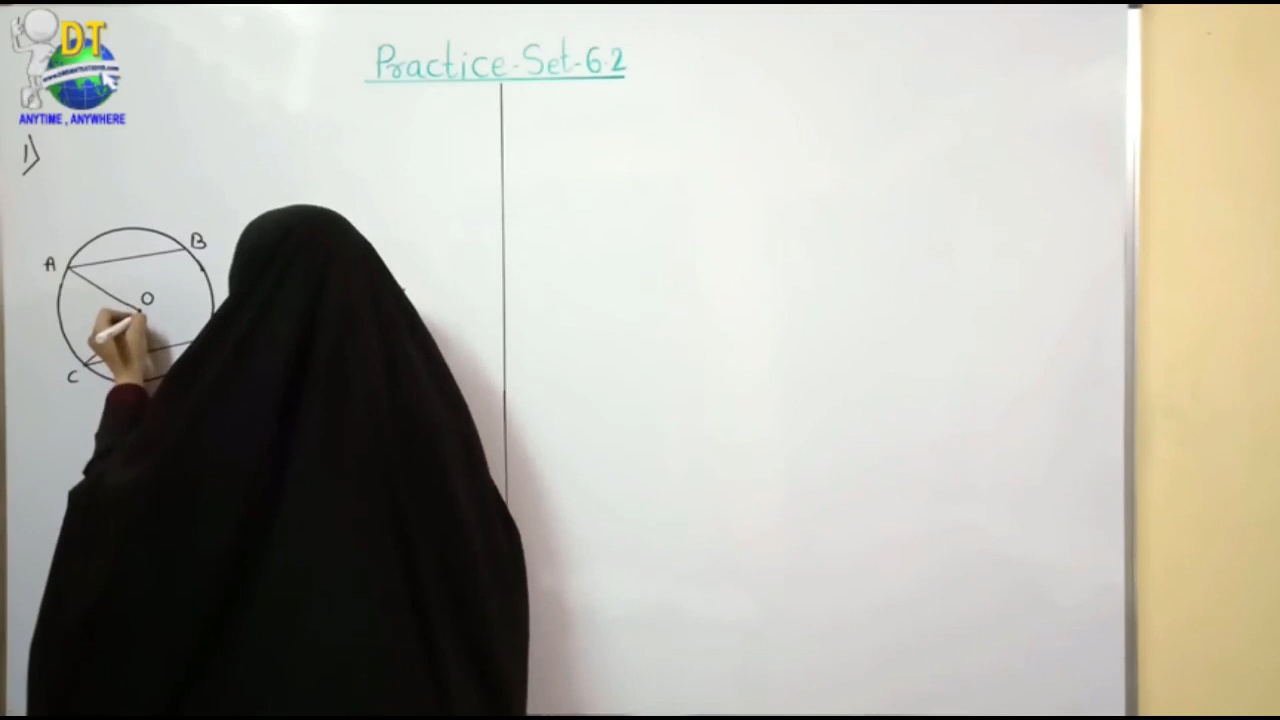 DT
ANYTIME , ANYWHERE
Practice-Set-6.2
1)
A
B
O
C